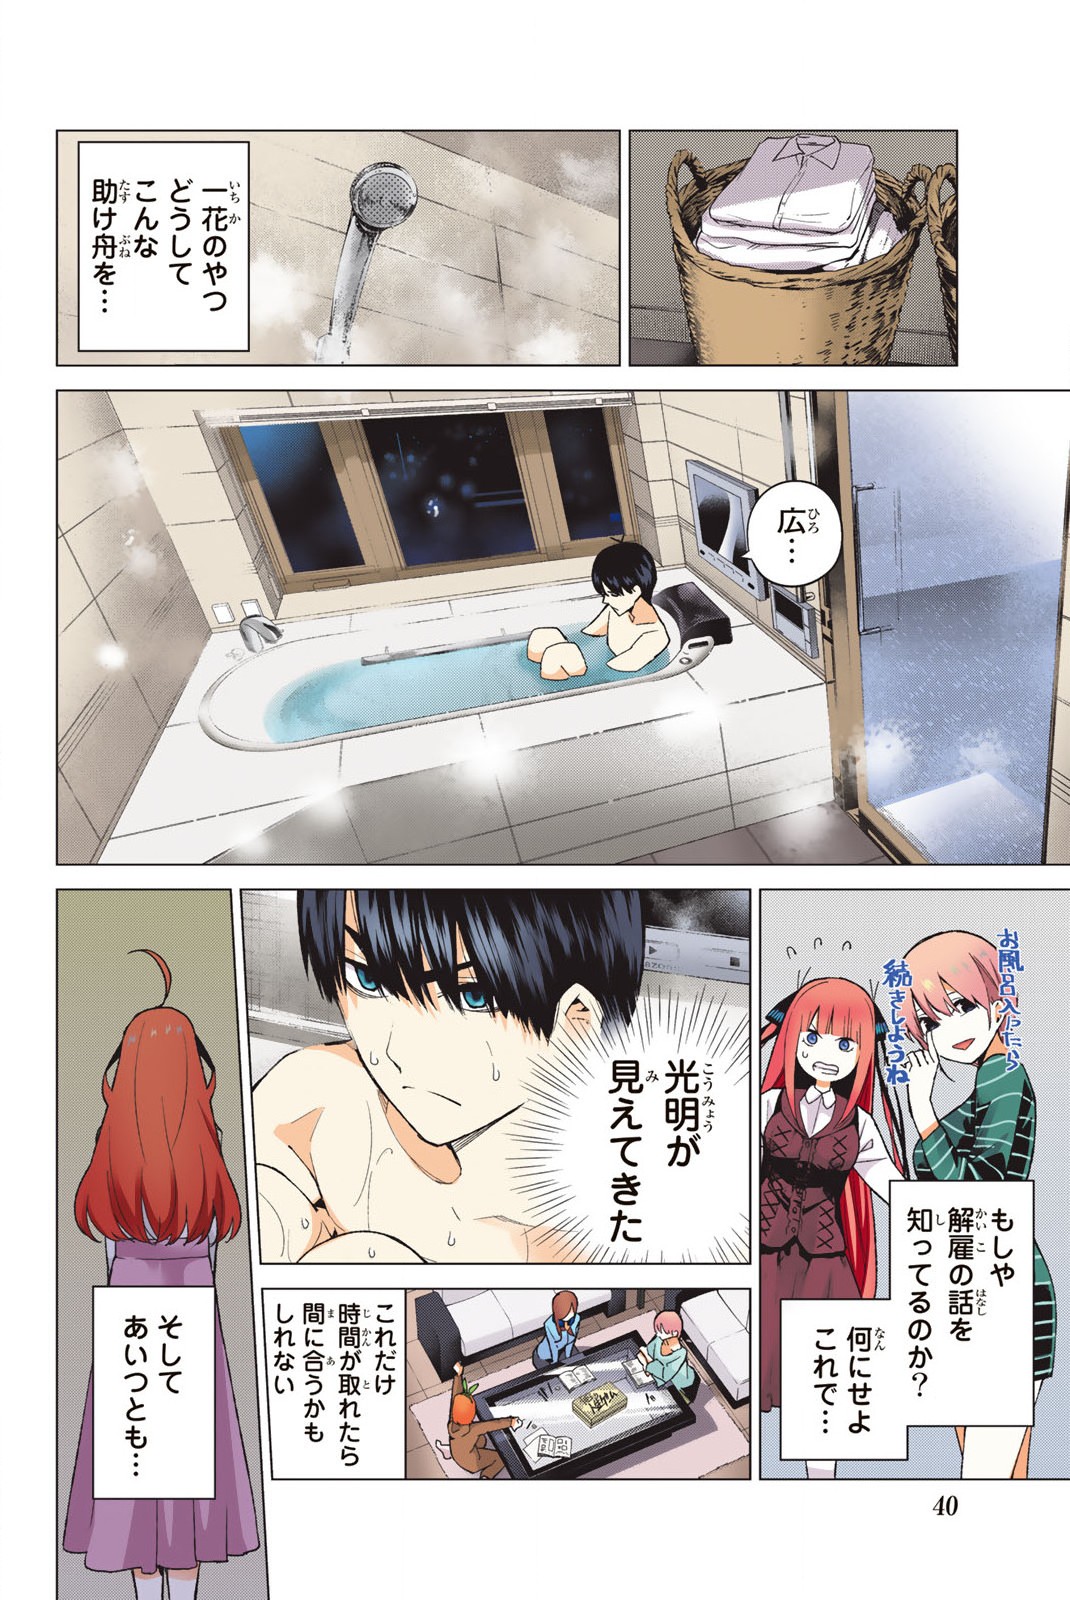 一花のやつ
どうして
こんな
助け舟を…
広…
お風呂入ったら
続きしようね
もしや
解雇の話を
知ってるのか?
何にせよ
これで…
光明が
見えてきた
これだけ
時間が取れたら
間に合うかも
しれない
そして
あいつとも…
40